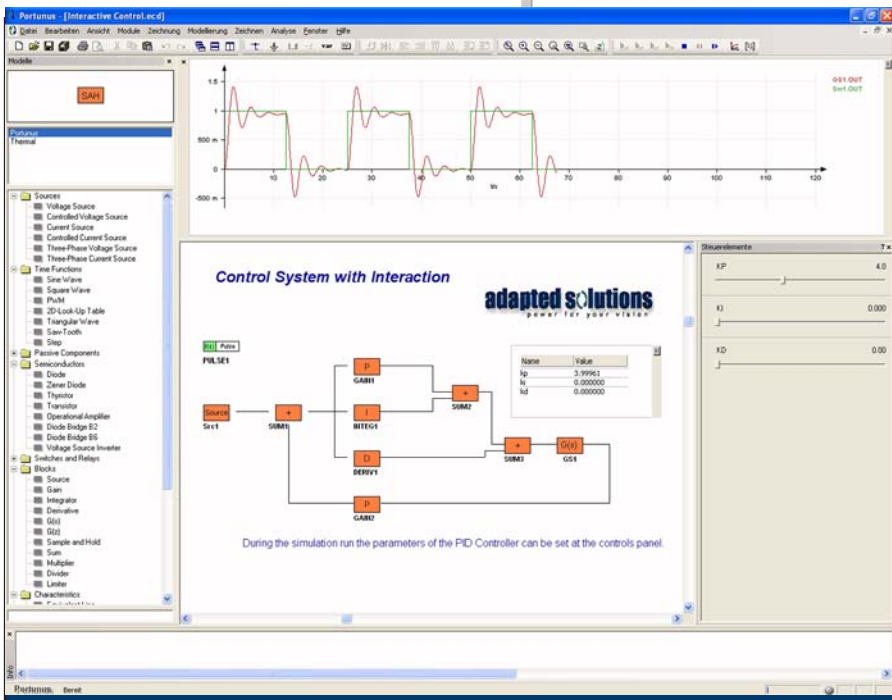 Portunus - [Interactive Control.ecd]
Datei Bearbeiten Ansicht Module Zeichnung Modellierung Zeichnen Analyse Fenster Hilfe
Modelle
SAH
Portunus
Thermal
Sources
Voltage Source
Controlled Voltage Source
Current Source
Controlled Current Source
Three-Phase Voltage Source
Three-Phase Current Source
Time Functions
Sine Wave
Square Wave
PWM
2D-Look-Up Table
Triangular Wave
Saw-Tooth
Step
Passive Components
Semiconductors
Diode
Zener Diode
Thyristor
Transistor
Operational Amplifier
Diode Bridge B2
Diode Bridge B6
Voltage Source Inverter
Switches and Relays
Blocks
Source
Gain
Integrator
Derivative
G(s)
G(z)
Sample and Hold
Sum
Multiplier
Divider
Limiter
Characteristics
1.5
1
500 m
0
-500 m
10 20 30 40 50 60 70 80 90 100 110 120
t/s
GS1.OUT
Src1.OUT
Control System with Interaction
adapted solutions
power for your vision
Pulse
PULSE1
Source
Src1
+
SUM1
P
GAIN1
I
INTEG1
D
DERIV1
P
GAIN2
+
SUM2
+
SUM3
G(s)
GS1
Name Value
kp 3.99961
ki 0.000000
kd 0.000000
During the simulation run the parameters of the PID Controller can be set at the controls panel.
Steuerelemente
KP 4.0
KI 0.000
KD 0.00
Info
Portunus Bereit